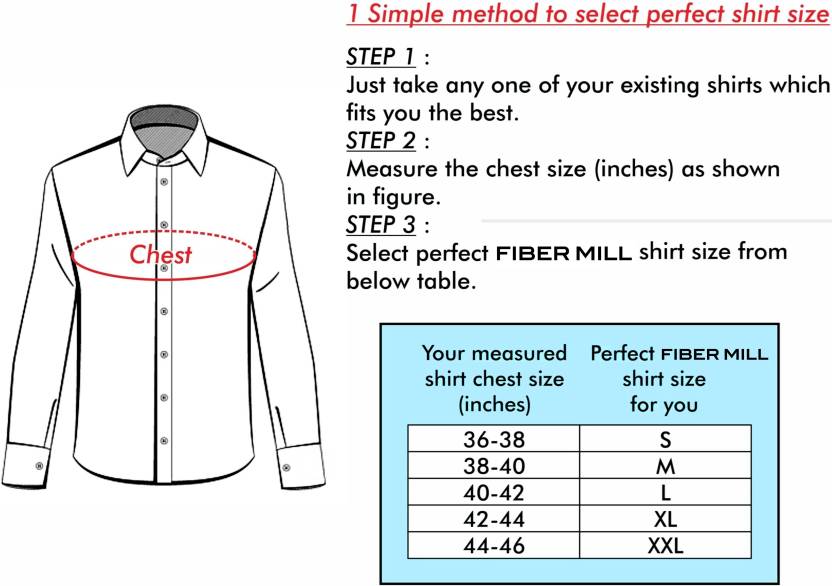 1 Simple method to select perfect shirt size
STEP 1 :
Just take any one of your existing shirts which
fits you the best.
STEP 2 :
Measure the chest size (inches) as shown
in figure.
STEP 3 :
Select perfect FIBER MILL shirt size from
below table.
Chest
Your measured shirt chest size (inches) Perfect FIBER MILL shirt size for you
36-38 S
38-40 M
40-42 L
42-44 XL
44-46 XXL